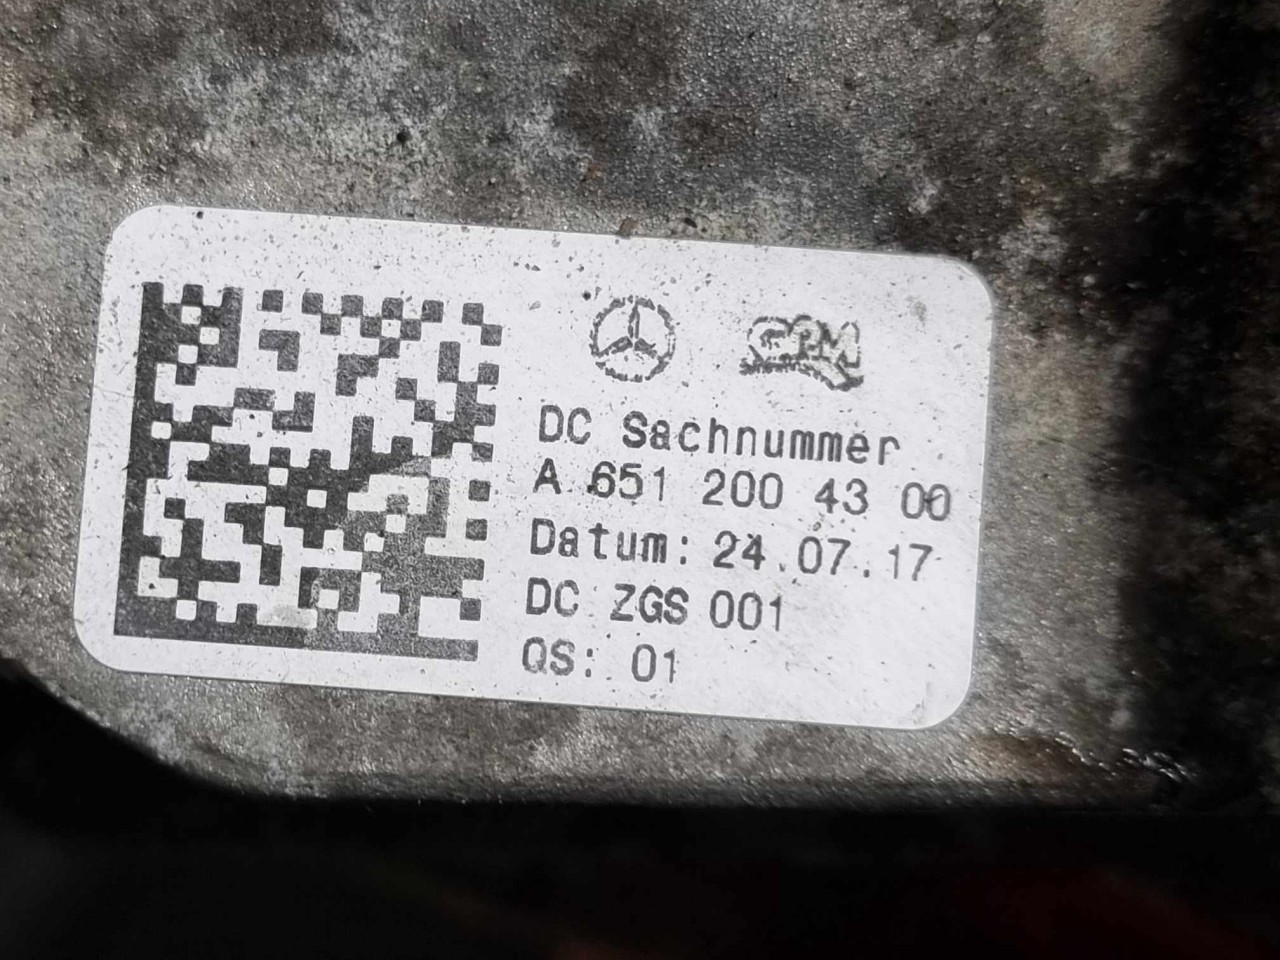 DC Sachnummer
A 651 200 43 00
Datum: 24.07.17
DC ZGS 001
QS: 01